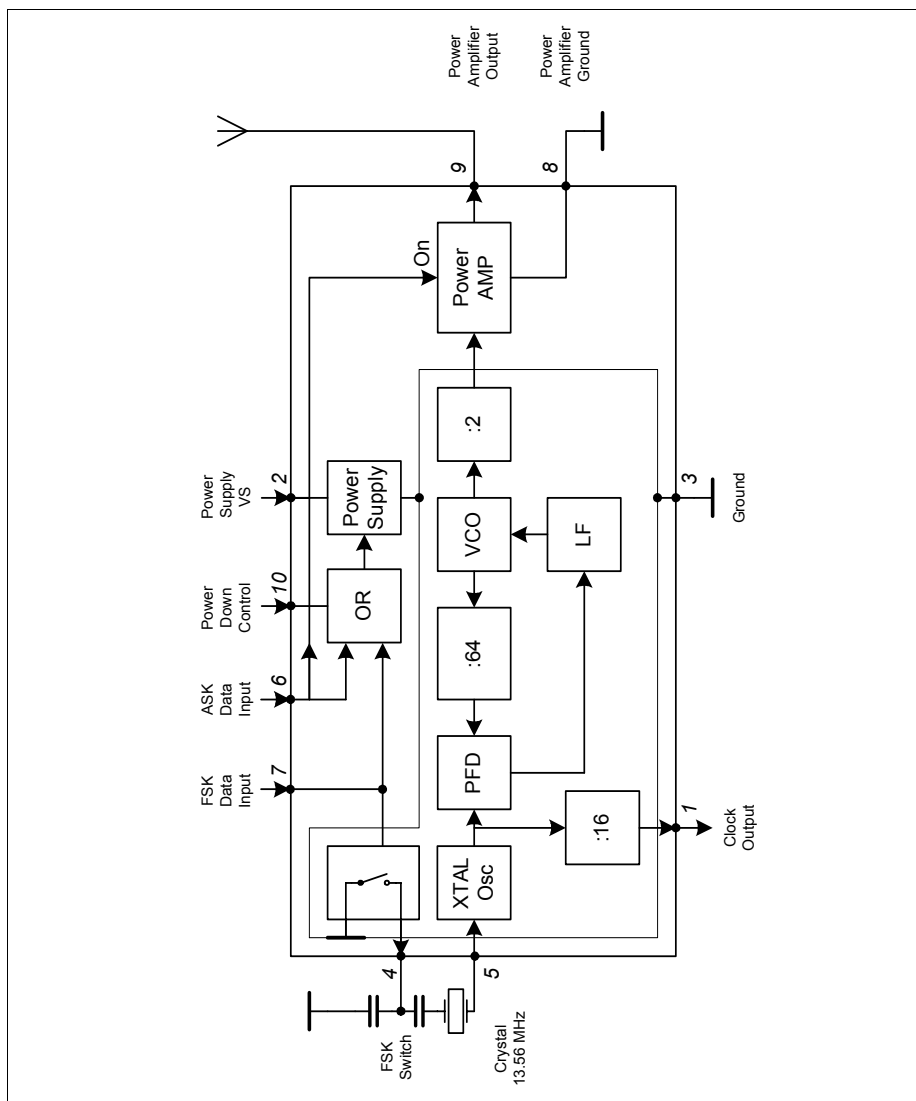 FSK
Data
Input
7
ASK
Data
Input
6
Power
Down
Control
10
Power
Supply
VS
2
OR
Power
Supply
On
FSK
Switch
4
Crystal
13.56 MHz
5
XTAL
Osc
PFD
:64
VCO
:2
Power
AMP
9
Power
Amplifier
Output
8
Power
Amplifier
Ground
LF
:16
1
Clock
Output
3
Ground